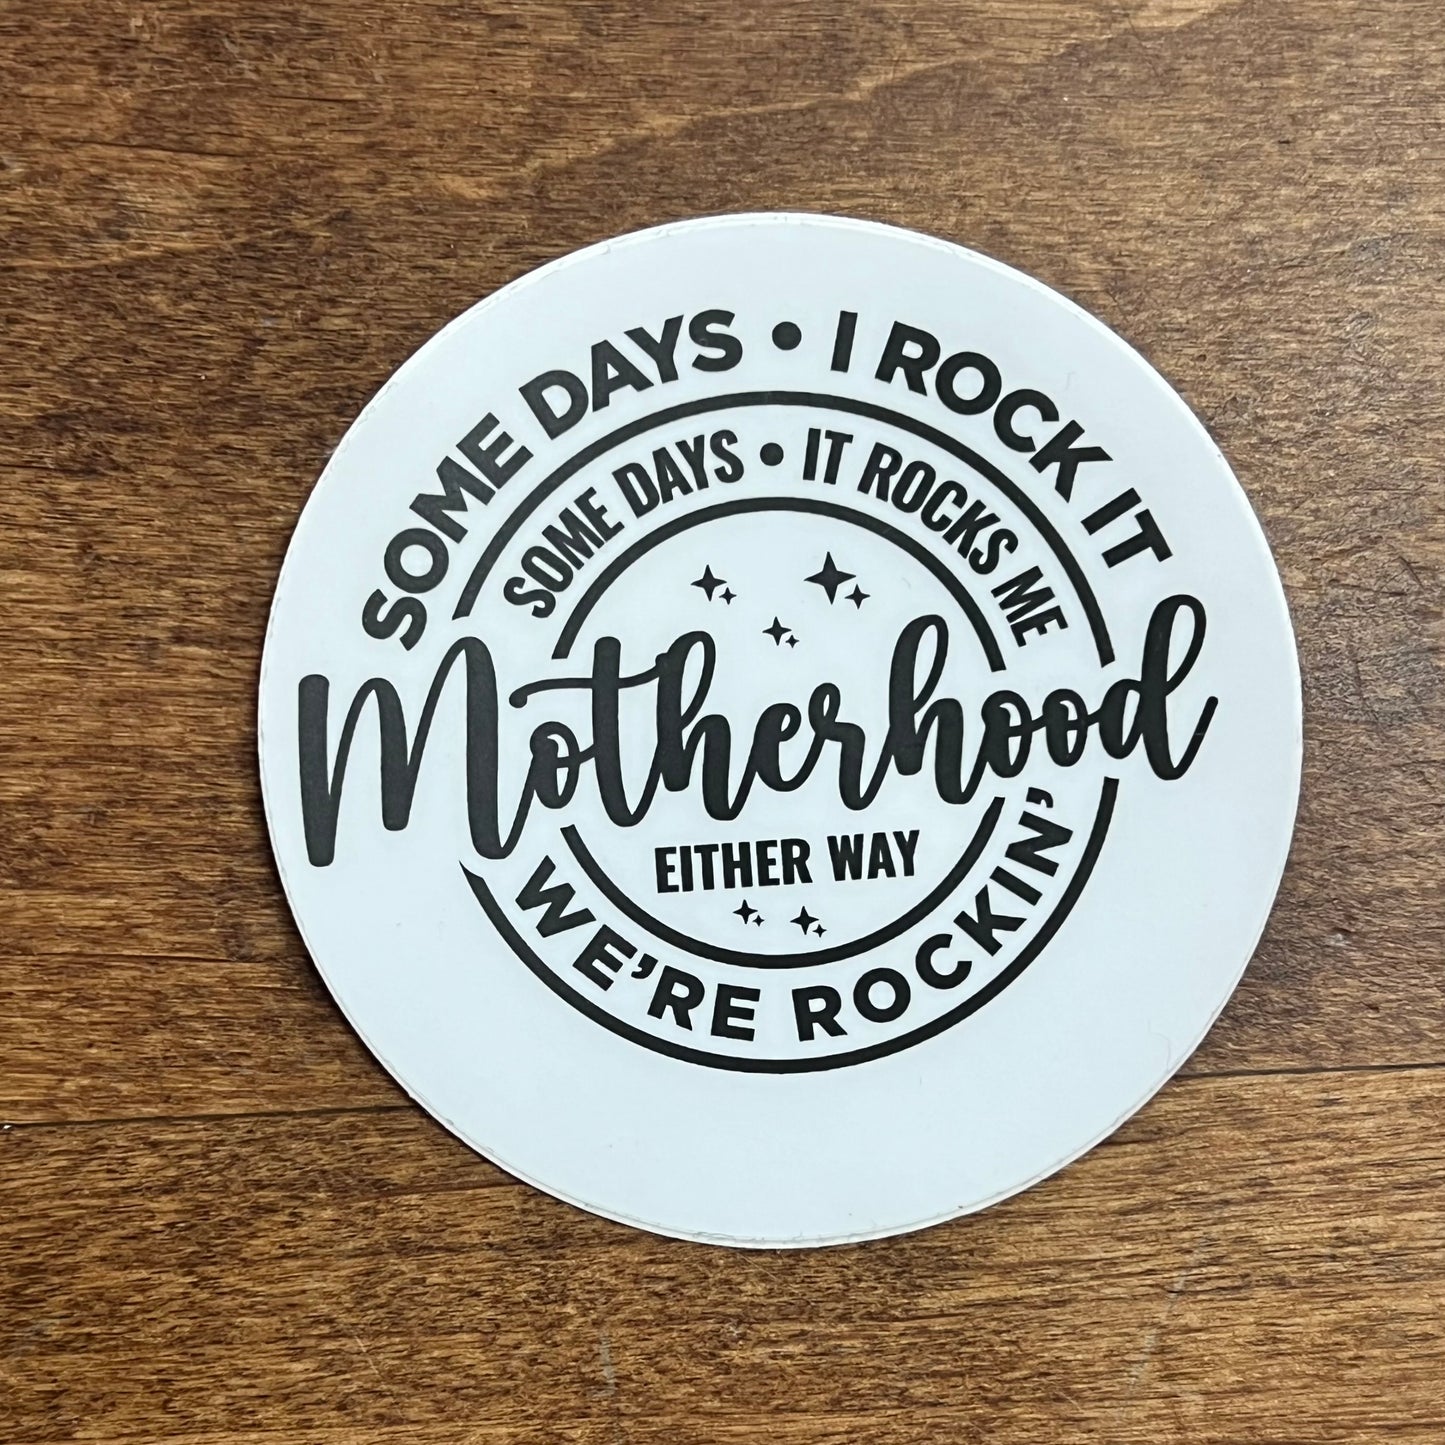 SOME DAYS • I ROCK IT
SOME DAYS • IT ROCKS ME
Motherhood
EITHER WAY
WE'RE ROCKIN'